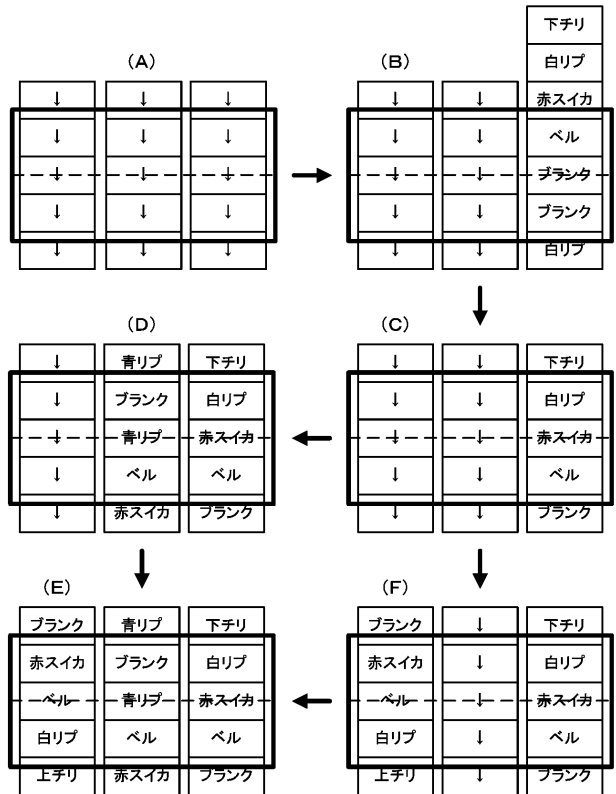 (A)
↓ ↓ ↓
↓ ↓ ↓
↓ ↓ ↓
↓ ↓ ↓
↓ ↓ ↓
(B)
下チリ
白リプ
↓ ↓ 赤スイカ
↓ ↓ ベル
↓ ↓ ブランク
↓ ↓ ブランク
↓ ↓ 白リプ
(D)
↓ 青リプ 下チリ
↓ ブランク 白リプ
↓ 青リプ 赤スイカ
↓ ベル ベル
↓ 赤スイカ ブランク
(C)
↓ ↓ 下チリ
↓ ↓ 白リプ
↓ ↓ 赤スイカ
↓ ↓ ベル
↓ ↓ ブランク
(E)
ブランク 青リプ 下チリ
赤スイカ ブランク 白リプ
ベル 青リプ 赤スイカ
白リプ ベル ベル
上チリ 赤スイカ ブランク
(F)
ブランク ↓ 下チリ
赤スイカ ↓ 白リプ
ベル ↓ 赤スイカ
白リプ ↓ ベル
上チリ ↓ ブランク